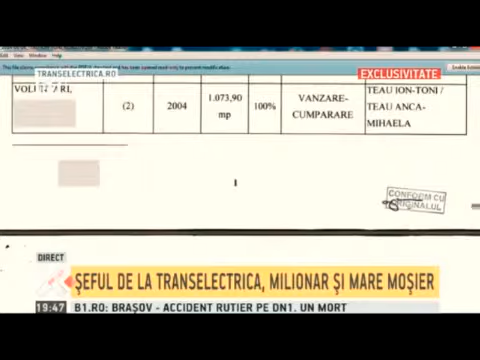 TRANSELECTRICA.RO
EXCLUSIVITATE
(2)
2004
1.073,90
mp
100%
VANZARE-
CUMPARARE
TEAU ION-TONI /
TEAU ANCA-
MIHAELA
1
CONFORM CU
ORIGINALUL
DIRECT
ŞEFUL DE LA TRANSELECTRICA, MILIONAR ŞI MARE MOŞIER
19:47
B1.RO: BRAŞOV - ACCIDENT RUTIER PE DN1. UN MORT